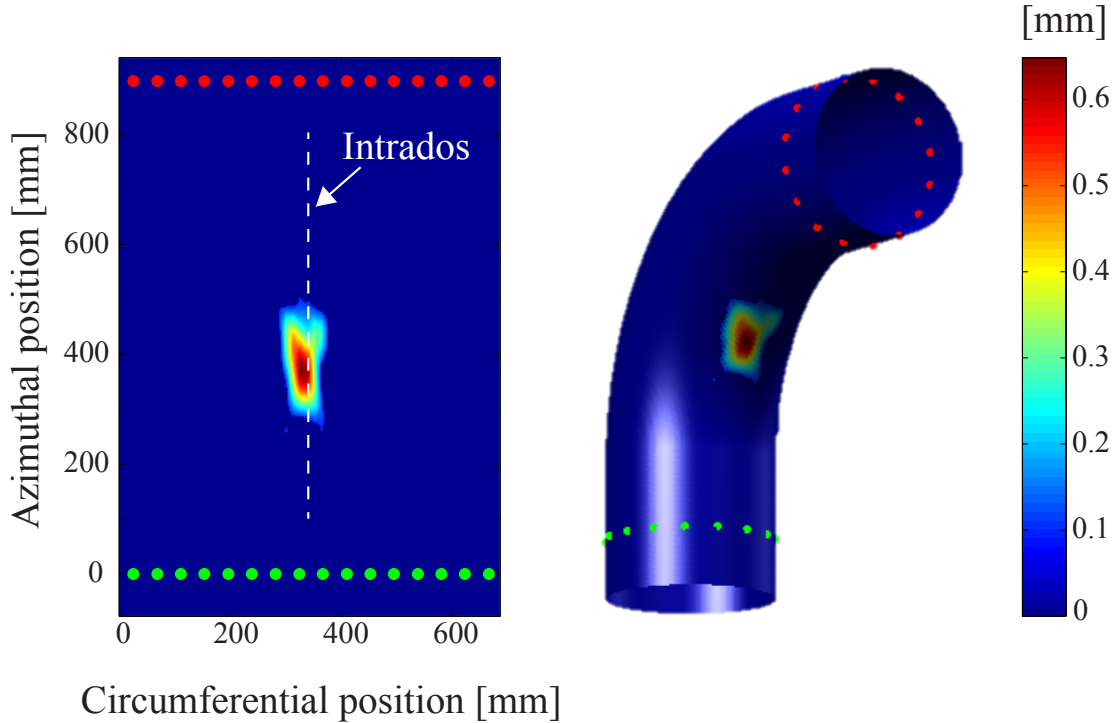 [mm]
Intrados
Azimuthal position [mm]
800
600
400
200
0
0 200 400 600
Circumferential position [mm]
0.6
0.5
0.4
0.3
0.2
0.1
0